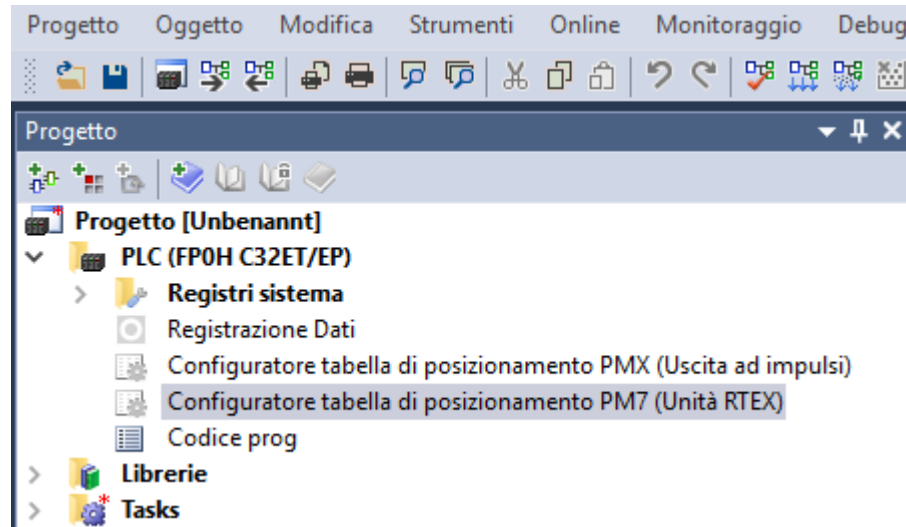 Progetto Oggetto Modifica Strumenti Online Monitoraggio Debug
Progetto
Progetto [Unbenannt]
PLC (FP0H C32ET/EP)
Registri sistema
Registrazione Dati
Configuratore tabella di posizionamento PMX (Uscita ad impulsi)
Configuratore tabella di posizionamento PM7 (Unità RTEX)
Codice prog
Librerie
Tasks